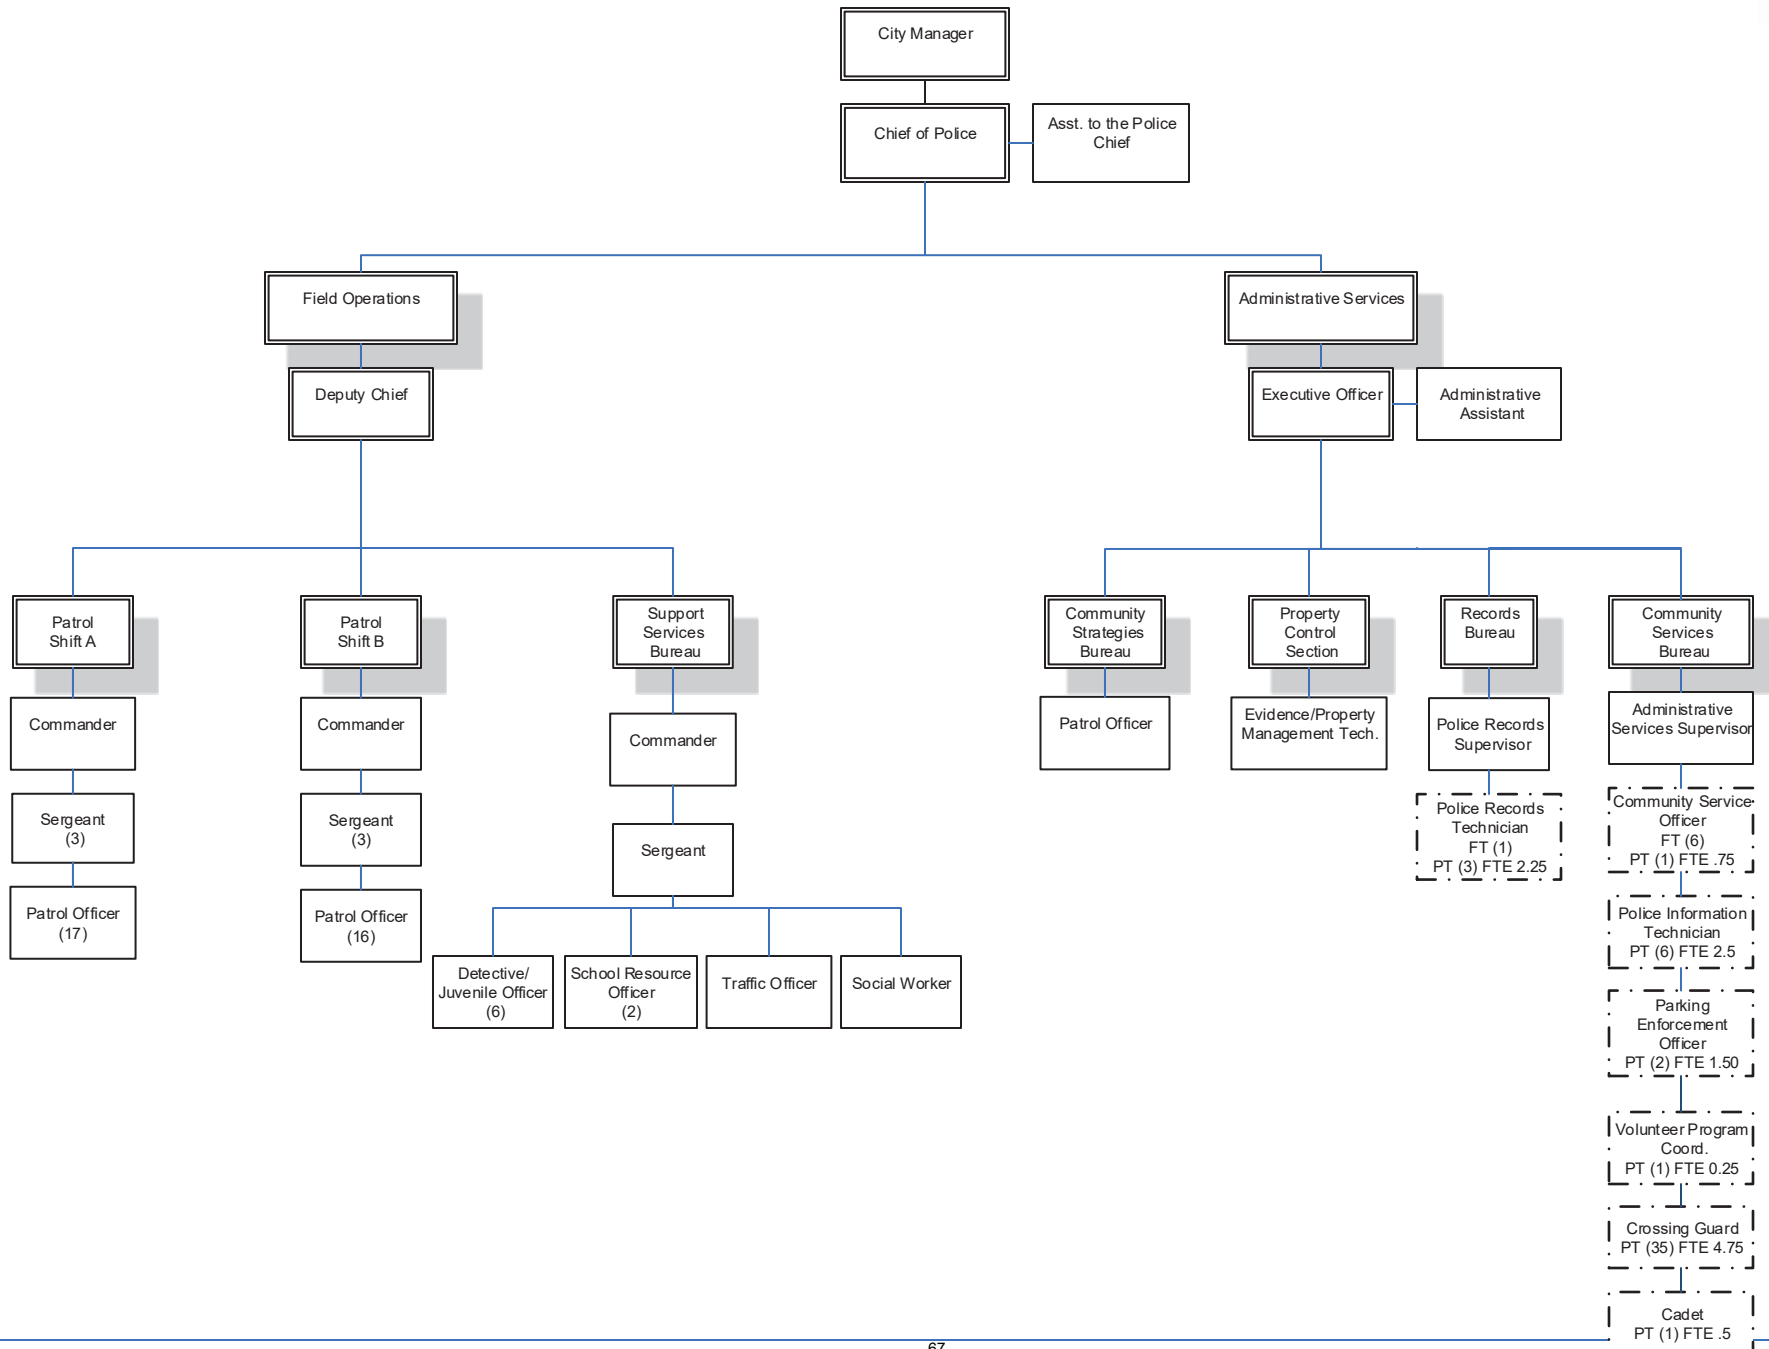 City Manager
Chief of Police
Asst. to the Police
Chief
Field Operations
Administrative Services
Deputy Chief
Executive Officer
Administrative
Assistant
Patrol
Shift A
Patrol
Shift B
Support
Services
Bureau
Community
Strategies
Bureau
Property
Control
Section
Records
Bureau
Community
Services
Bureau
Commander
Commander
Commander
Patrol Officer
Evidence/Property
Management Tech.
Police Records
Supervisor
Administrative
Services Supervisor
Sergeant
(3)
Sergeant
(3)
Sergeant
Police Records
Technician
FT (1)
PT (3) FTE 2.25
Community Service
Officer
FT (6)
PT (1) FTE .75
Patrol Officer
(17)
Patrol Officer
(16)
Police Information
Technician
PT (6) FTE 2.5
Detective/
Juvenile Officer
(6)
School Resource
Officer
(2)
Traffic Officer
Social Worker
Parking
Enforcement
Officer
PT (2) FTE 1.50
Volunteer Program
Coord.
PT (1) FTE 0.25
Crossing Guard
PT (35) FTE 4.75
Cadet
PT (1) FTE .5
67